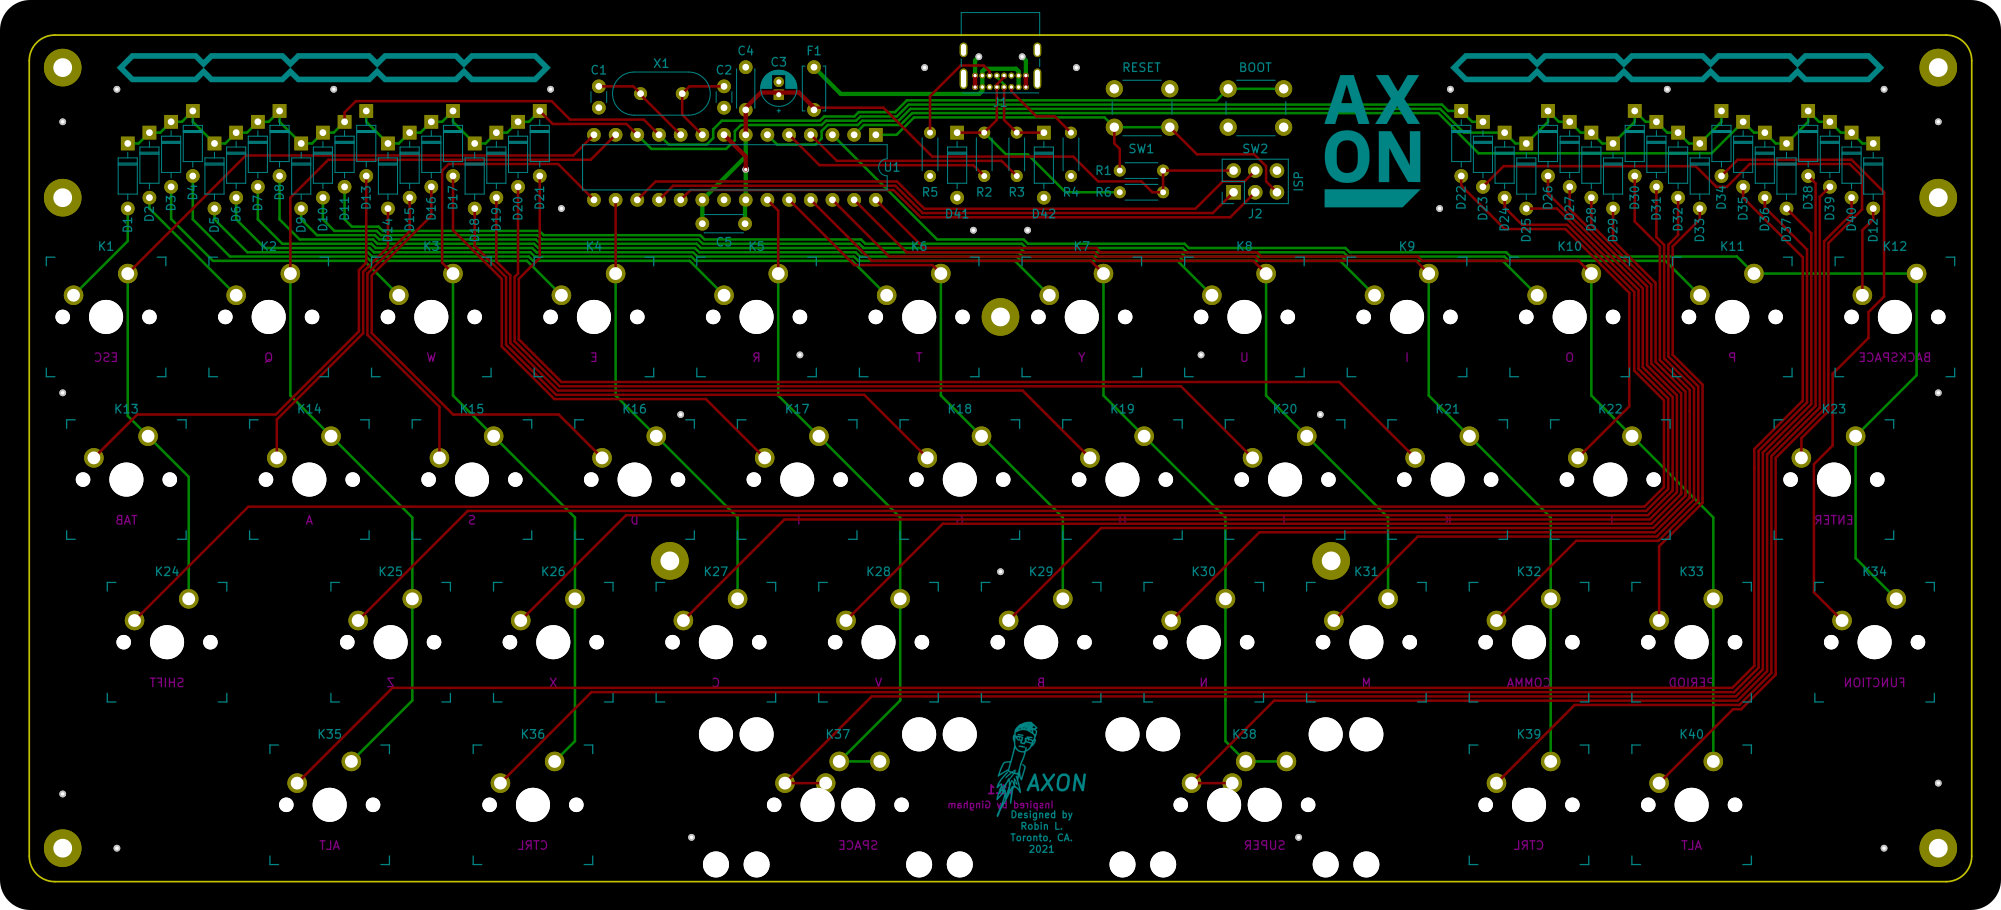 C1
X1
C2
C4
C3
F1
J1
RESET
BOOT
AX
ON
U1
R5
R2
R3
R4
D41
D42
R1
R6
SW1
SW2
ISP
J2
C5
D1
D2
D3
D4
D5
D6
D7
D8
D9
D10
D11
D13
D14
D15
D16
D17
D18
D19
D20
D21
D22
D23
D24
D25
D26
D27
D28
D29
D30
D31
D32
D33
D34
D35
D36
D37
D38
D39
D40
D12
K1
K2
K3
K4
K5
K6
K7
K8
K9
K10
K11
K12
ESC
Q
W
E
R
T
Y
U
I
O
P
BACKSPACE
K13
K14
K15
K16
K17
K18
K19
K20
K21
K22
K23
TAB
A
S
D
F
G
H
ENTER
K24
K25
K26
K27
K28
K29
K30
K31
K32
K33
K34
SHIFT
Z
X
C
V
B
N
M
COMMA
PERIOD
FUNCTION
K35
K36
K37
K38
K39
K40
AXON
Inspired by Gingham
Designed by
Robin L.
Toronto, CA.
2021
ALT
CTRL
SPACE
SUPER
CTRL
ALT